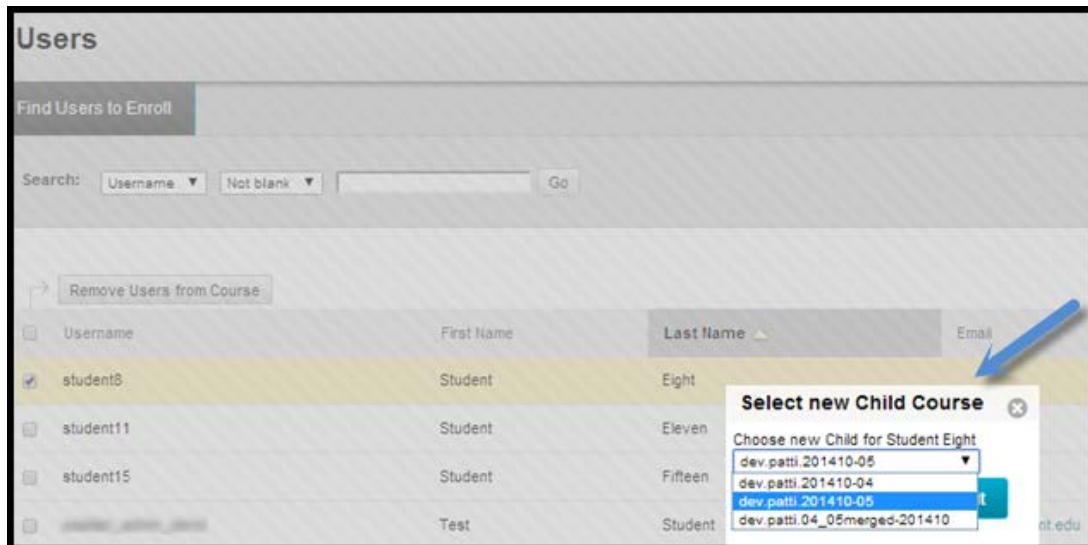 Users
Find Users to Enroll
Search: Username Not blank Go
Remove Users from Course
Username First Name Last Name Email
student8 Student Eight
student11 Student Eleven
student15 Student Fifteen
Test Student nt.edu
Select new Child Course
Choose new Child for Student Eight
dev.patti.201410-05
dev.patti.201410-04
dev.patti.201410-05
dev.patti.04_05merged-201410